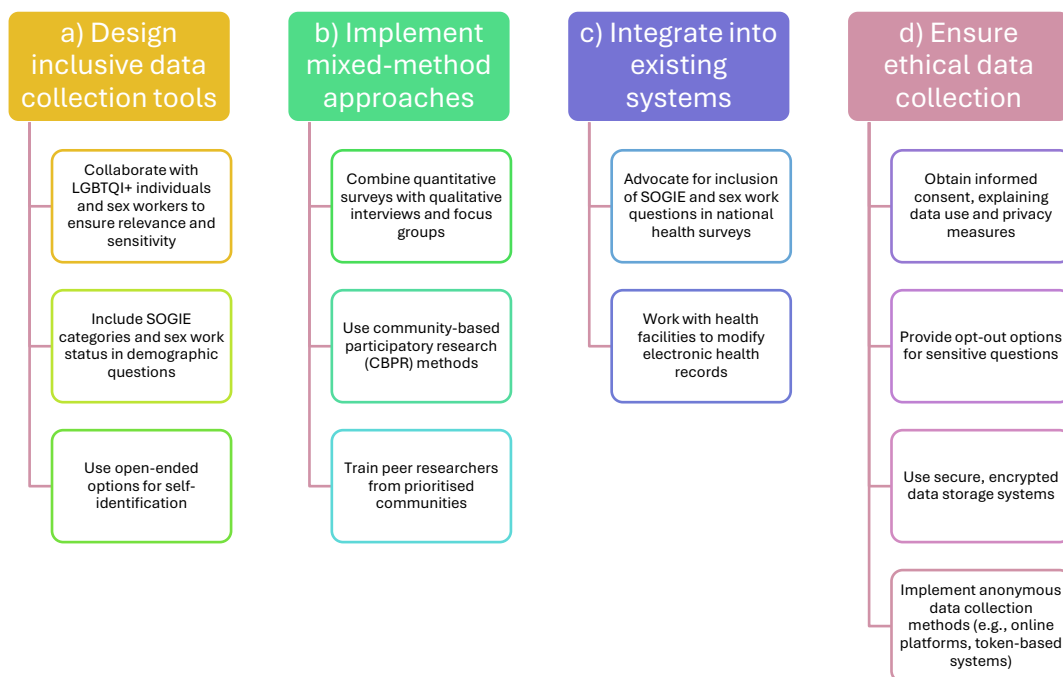 a) Design
inclusive data
collection tools
Collaborate with
LGBTQI+ individuals
and sex workers to
ensure relevance and
sensitivity
Include SOGIE
categories and sex work
status in demographic
questions
Use open-ended
options for self-
identification
b) Implement
mixed-method
approaches
Combine quantitative
surveys with qualitative
interviews and focus
groups
Use community-based
participatory research
(CBPR) methods
Train peer researchers
from prioritised
communities
c) Integrate into
existing
systems
Advocate for inclusion
of SOGIE and sex work
questions in national
health surveys
Work with health
facilities to modify
electronic health
records
d) Ensure
ethical data
collection
Obtain informed
consent, explaining
data use and privacy
measures
Provide opt-out options
for sensitive questions
Use secure, encrypted
data storage systems
Implement anonymous
data collection
methods (e.g., online
platforms, token-based
systems)